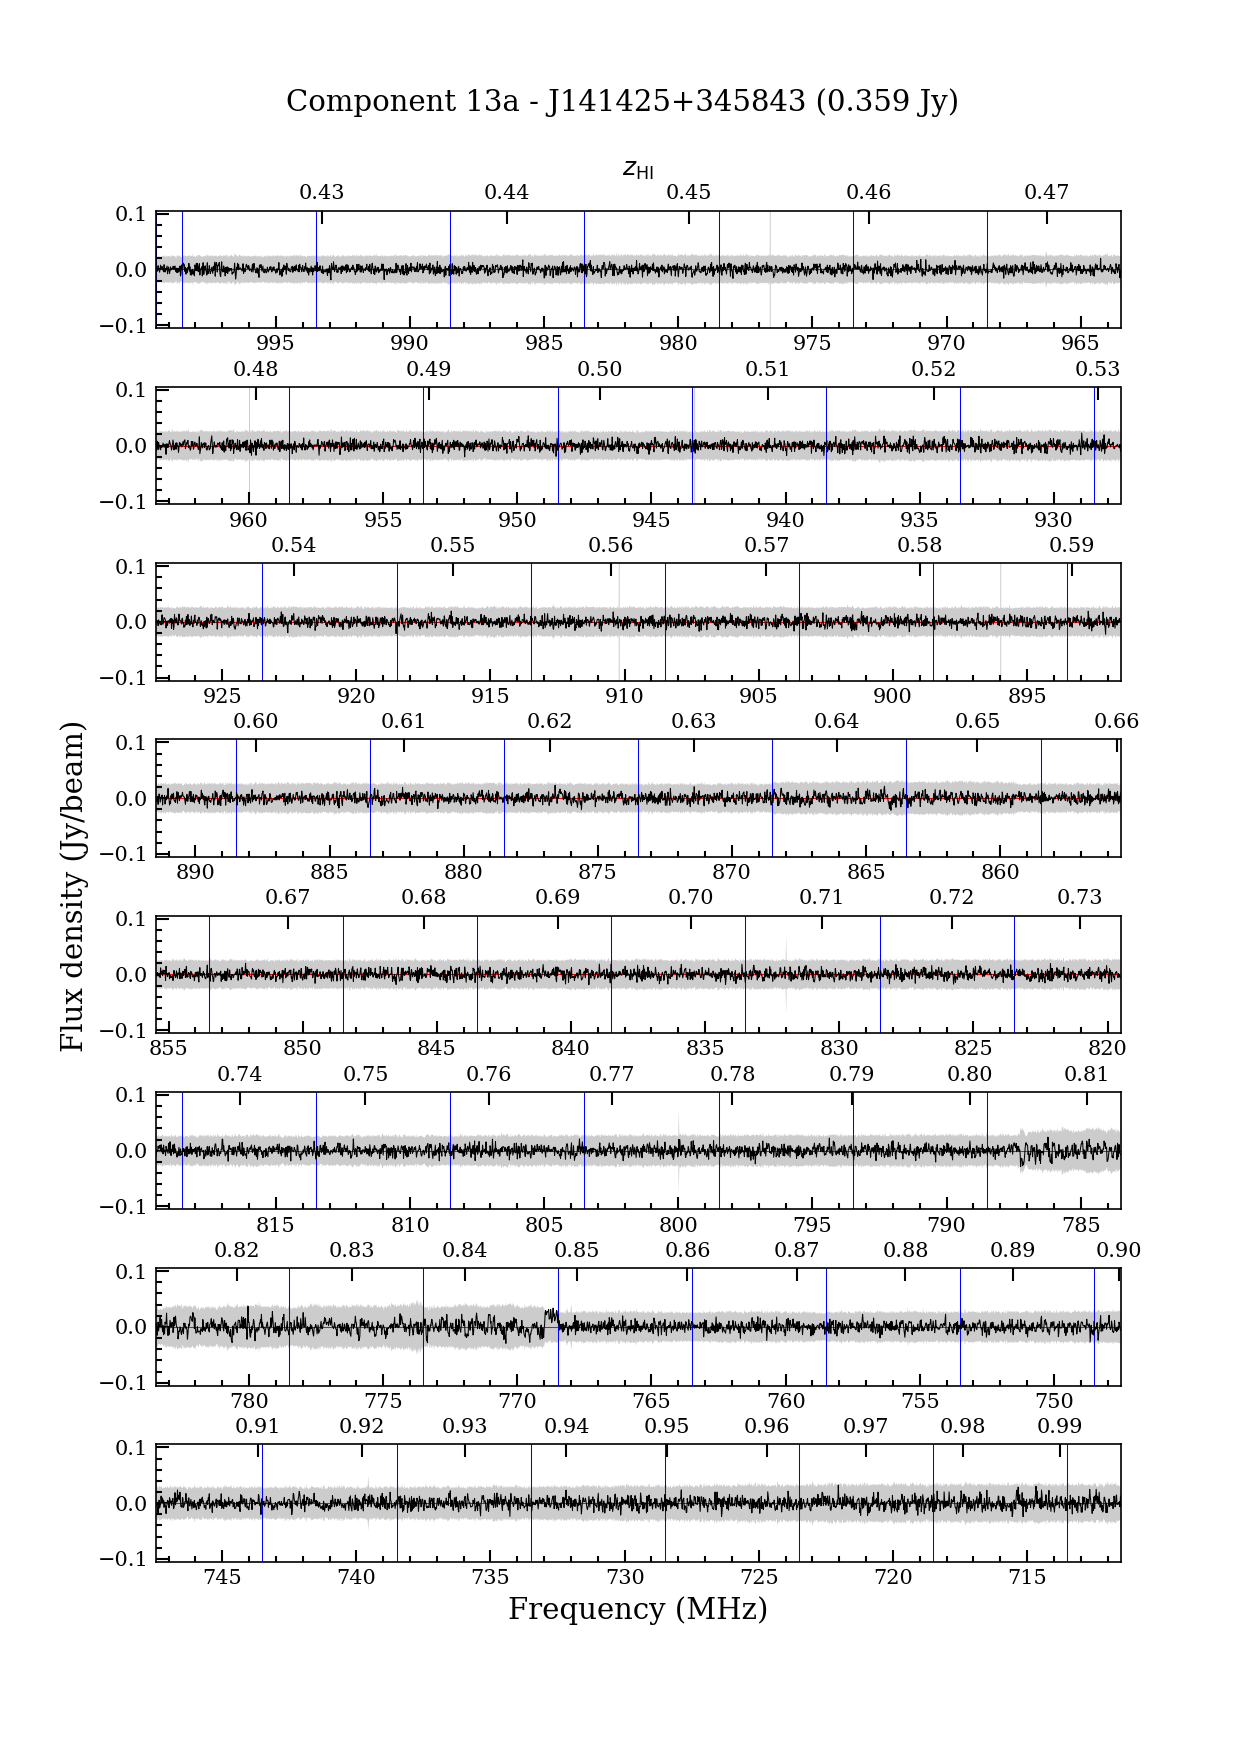 Component 13a - J141425+345843 (0.359 Jy)
zHI
0.43 0.44 0.45 0.46 0.47
0.1
0.0
−0.1
995 990 985 980 975 970 965
0.48 0.49 0.50 0.51 0.52 0.53
0.1
0.0
−0.1
960 955 950 945 940 935 930
0.54 0.55 0.56 0.57 0.58 0.59
0.1
0.0
−0.1
925 920 915 910 905 900 895
0.60 0.61 0.62 0.63 0.64 0.65 0.66
0.1
0.0
−0.1
890 885 880 875 870 865 860
Flux density (Jy/beam)
0.67 0.68 0.69 0.70 0.71 0.72 0.73
0.1
0.0
−0.1
855 850 845 840 835 830 825 820
0.74 0.75 0.76 0.77 0.78 0.79 0.80 0.81
0.1
0.0
−0.1
815 810 805 800 795 790 785
0.82 0.83 0.84 0.85 0.86 0.87 0.88 0.89 0.90
0.1
0.0
−0.1
780 775 770 765 760 755 750
0.91 0.92 0.93 0.94 0.95 0.96 0.97 0.98 0.99
0.1
0.0
−0.1
745 740 735 730 725 720 715
Frequency (MHz)